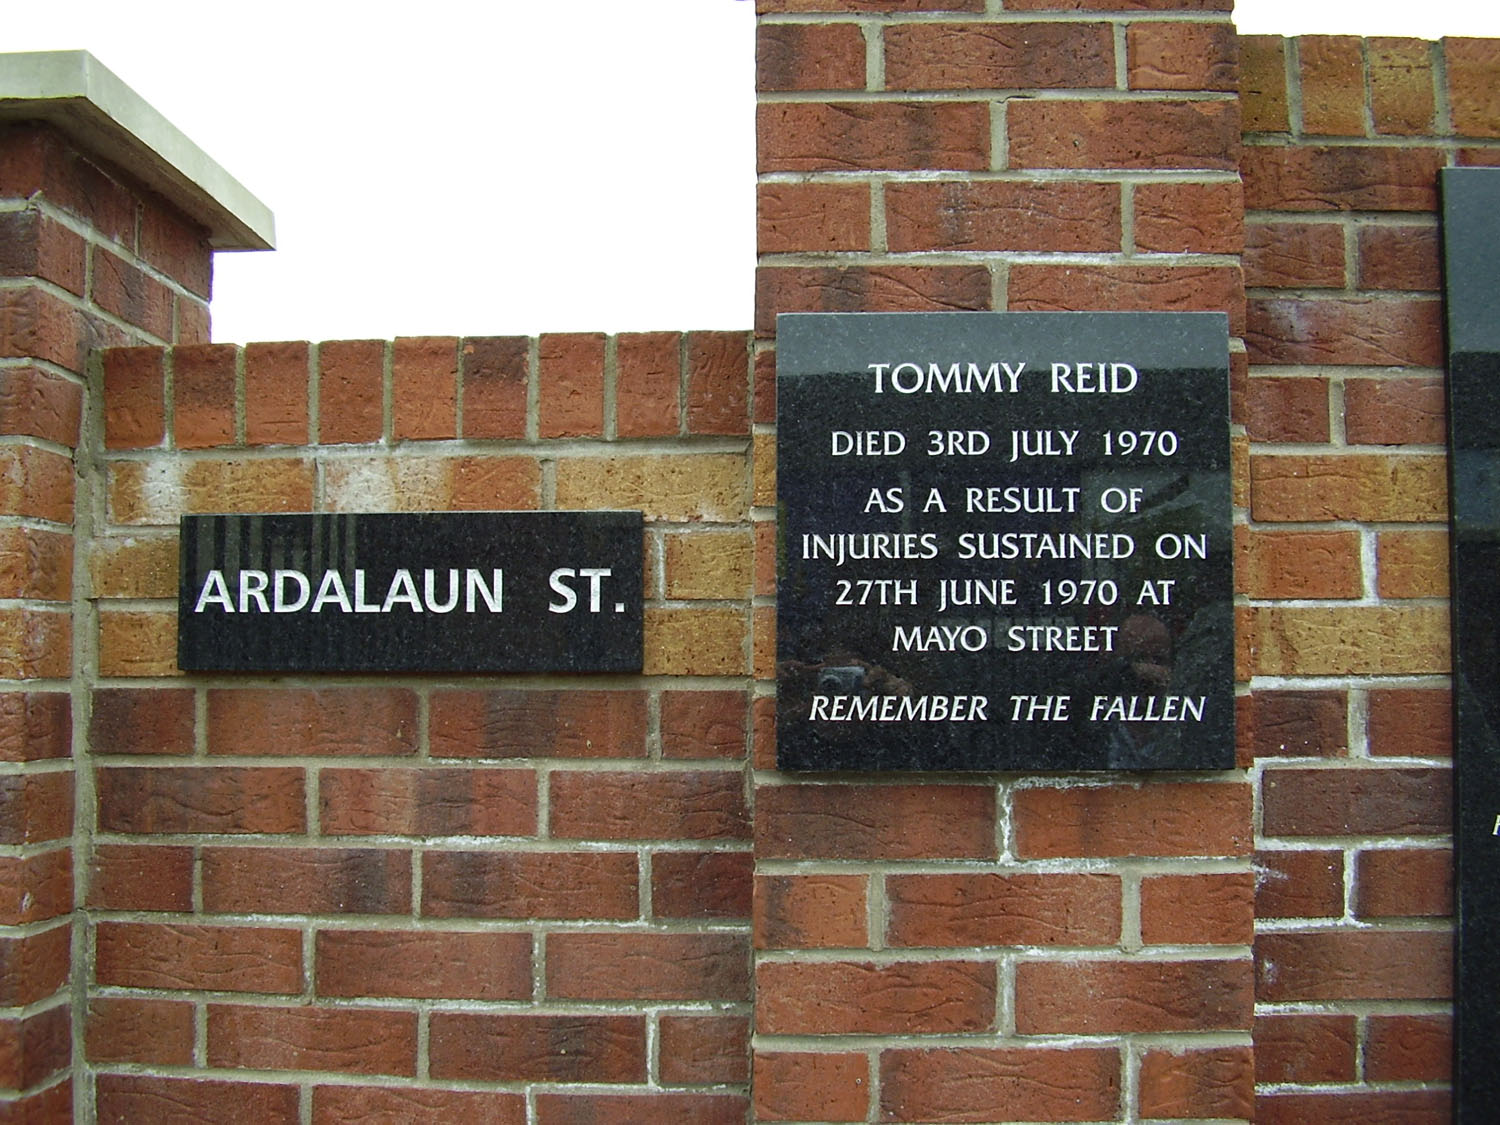 ARDALAUN ST.
TOMMY REID
DIED 3RD JULY 1970
AS A RESULT OF
INJURIES SUSTAINED ON
27TH JUNE 1970 AT
MAYO STREET
REMEMBER THE FALLEN